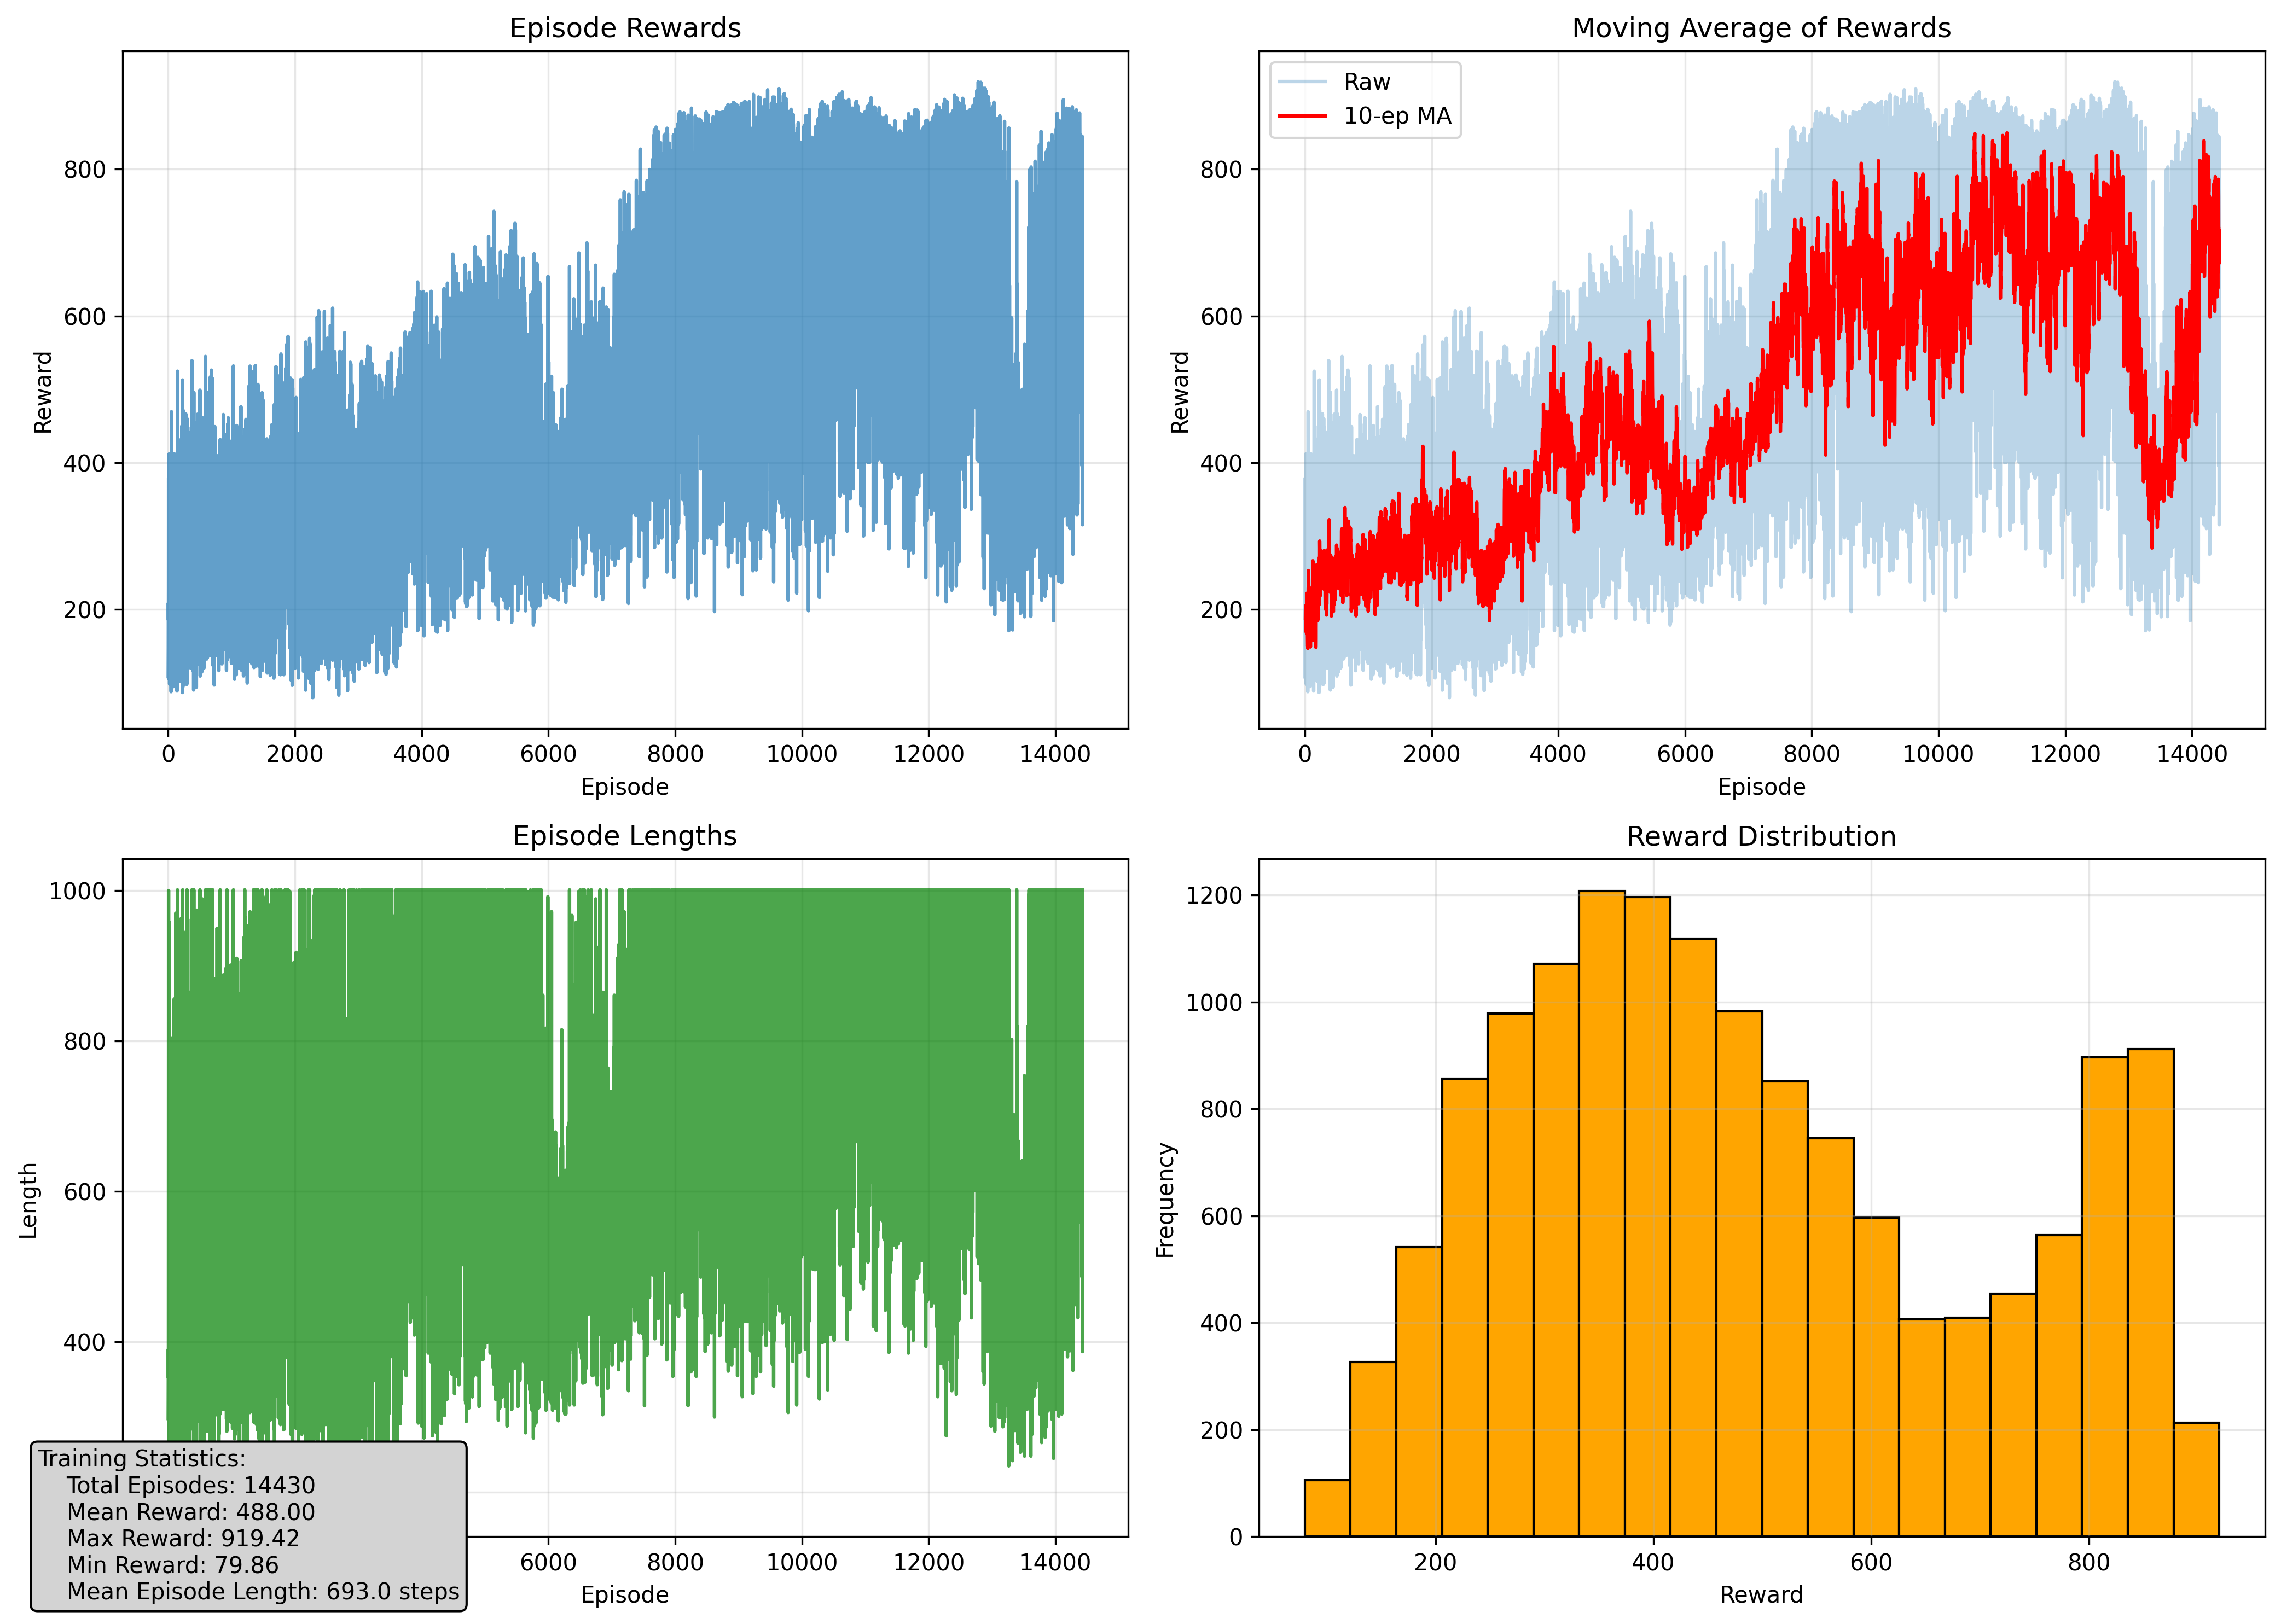 Episode Rewards
Reward
800
600
400
200
0 2000 4000 6000 8000 10000 12000 14000
Episode
Moving Average of Rewards
Raw
10-ep MA
Reward
800
600
400
200
0 2000 4000 6000 8000 10000 12000 14000
Episode
Episode Lengths
Length
1000
800
600
400
6000 8000 10000 12000 14000
Episode
Training Statistics:
Total Episodes: 14430
Mean Reward: 488.00
Max Reward: 919.42
Min Reward: 79.86
Mean Episode Length: 693.0 steps
Reward Distribution
Frequency
1200
1000
800
600
400
200
0
200 400 600 800
Reward